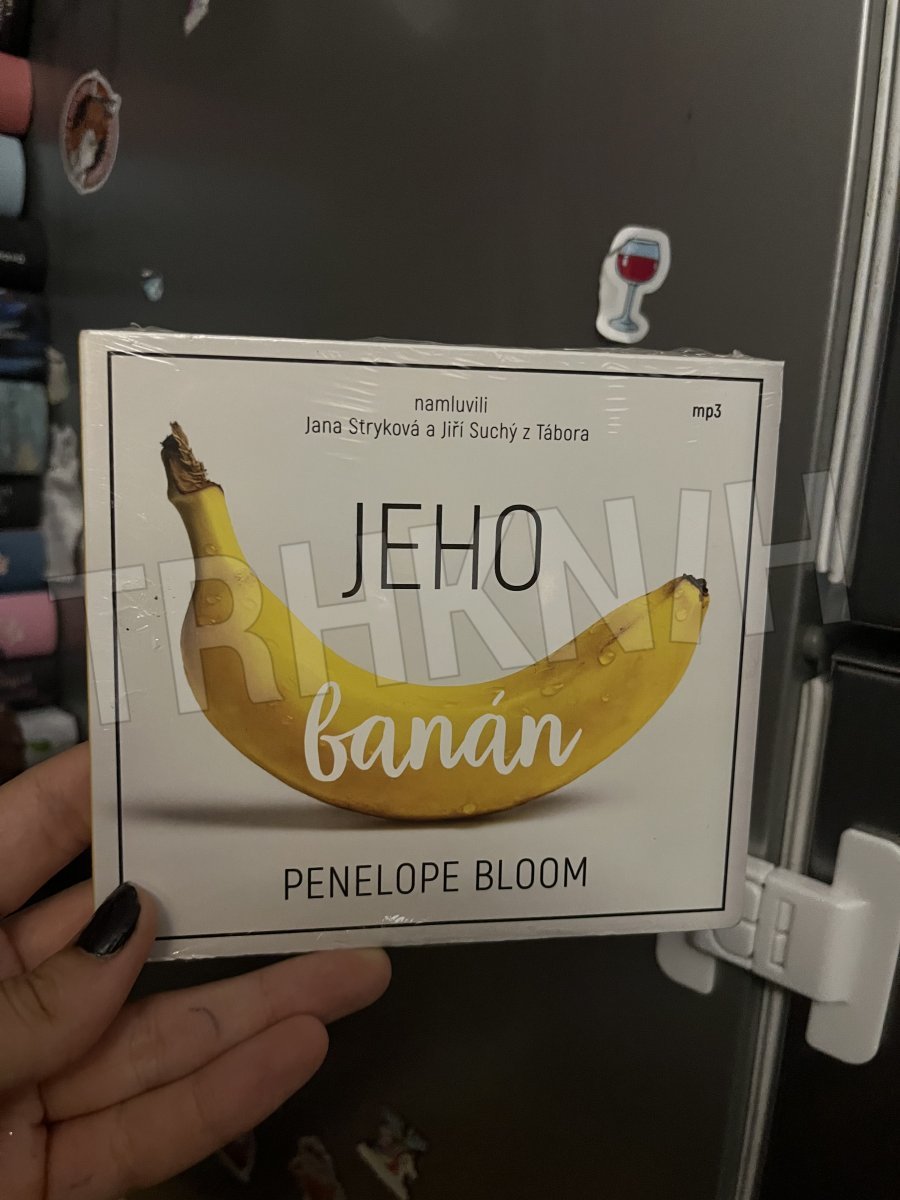 namluvili
Jana Stryková a Jiří Suchý z Tábora
mp3
JEHO
TRHKNIH
banán
PENELOPE BLOOM